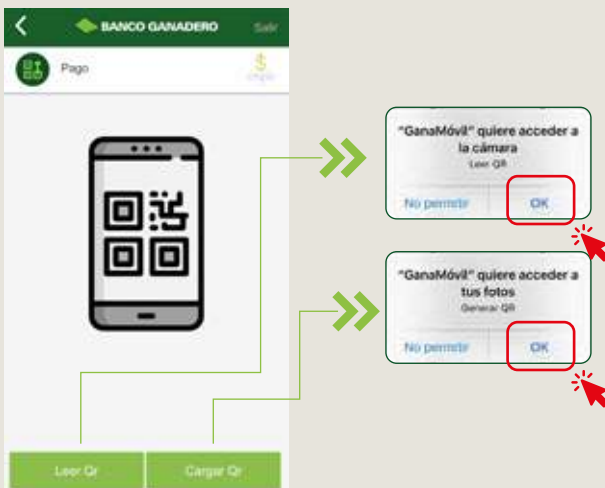 BANCO GANADERO
Salir
Pago
"GanaMóvil" quiere acceder a
la cámara
Leer QR
No permitir
OK
"GanaMóvil" quiere acceder a
tus fotos
Generar QR
No permitir
OK
Leer Qr
Cargar Qr